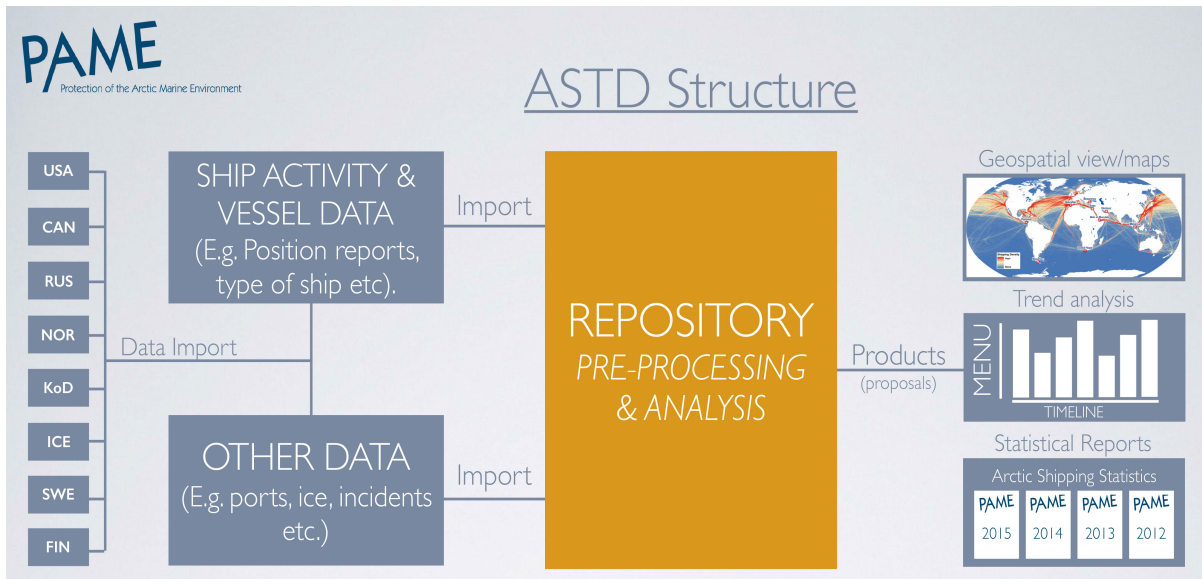 PAME
Protection of the Arctic Marine Environment
ASTD Structure
USA
CAN
RUS
NOR
KoD
ICE
SWE
FIN
Data Import
SHIP ACTIVITY &
VESSEL DATA
(E.g. Position reports,
type of ship etc).
OTHER DATA
(E.g. ports, ice, incidents
etc.)
Import
Import
REPOSITORY
PRE-PROCESSING
& ANALYSIS
Products
(proposals)
Geospatial view/maps
Trend analysis
MENU
TIMELINE
Statistical Reports
Arctic Shipping Statistics
PAME
2015
PAME
2014
PAME
2013
PAME
2012